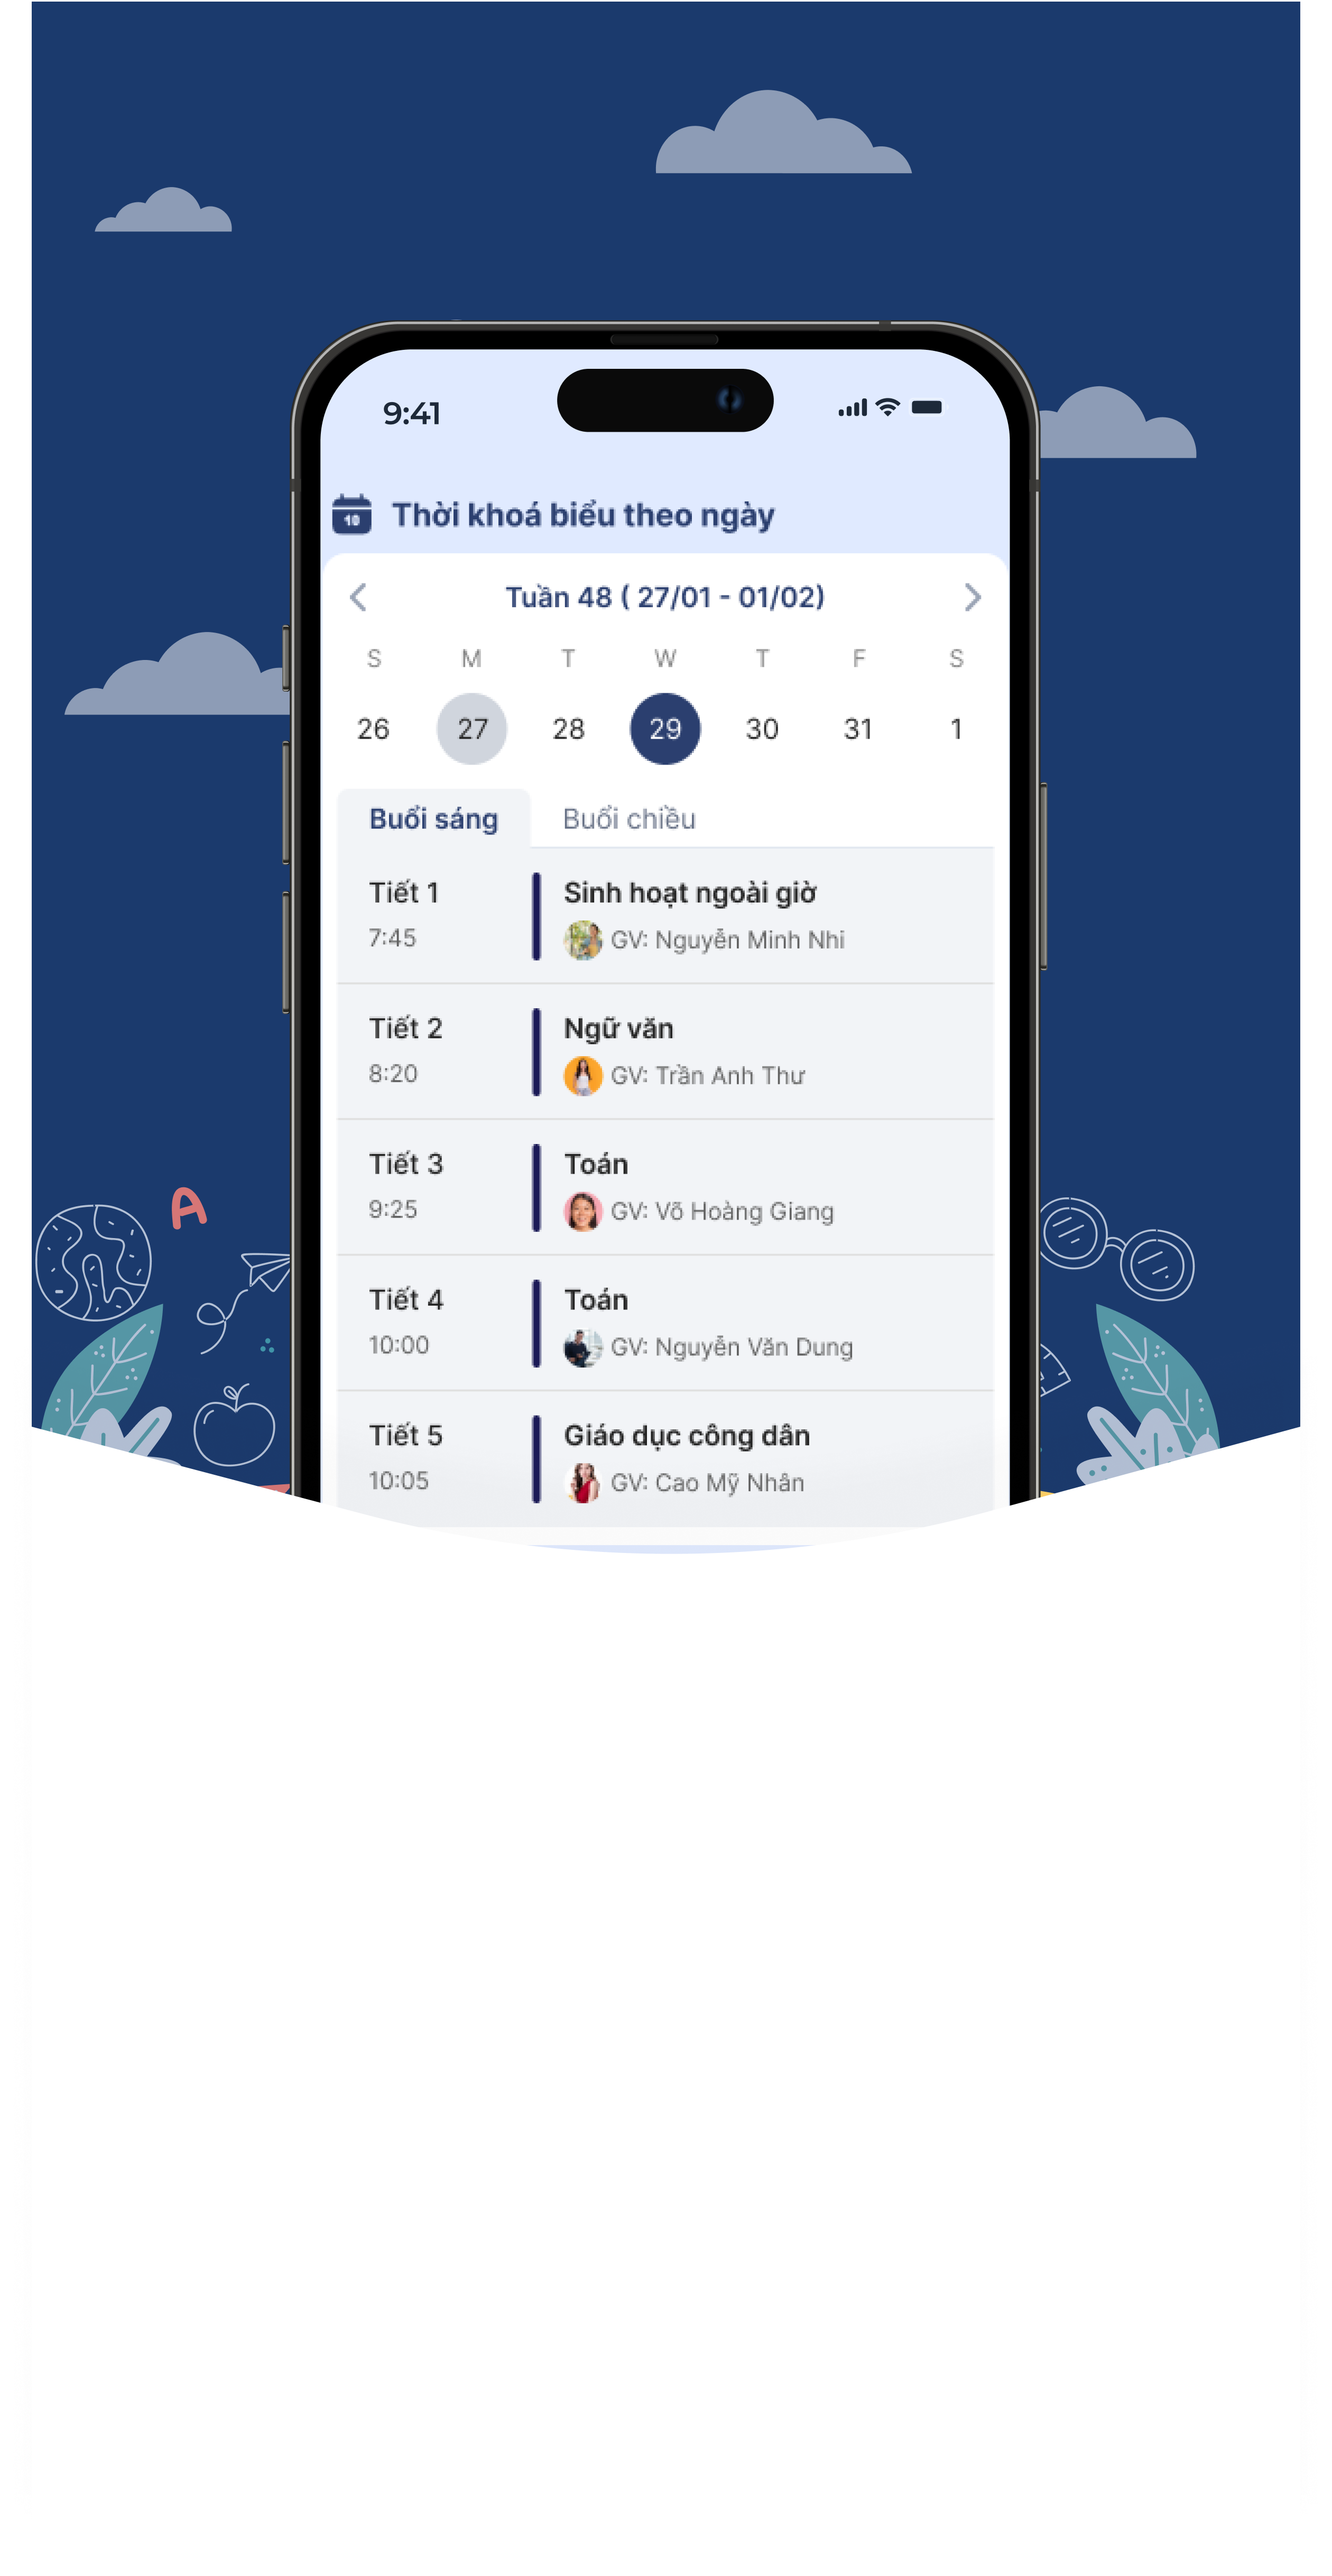 9:41
10
Thời khoá biểu theo ngày
Tuần 48 ( 27/01 - 01/02)
S M T W T F S
26 27 28 29 30 31 1
Buổi sáng Buổi chiều
Tiết 1 Sinh hoạt ngoài giờ
7:45 GV: Nguyễn Minh Nhi
Tiết 2 Ngữ văn
8:20 GV: Trần Anh Thư
Tiết 3 Toán
9:25 GV: Võ Hoàng Giang
A
Tiết 4 Toán
10:00 GV: Nguyễn Văn Dung
Tiết 5 Giáo dục công dân
10:05 GV: Cao Mỹ Nhân